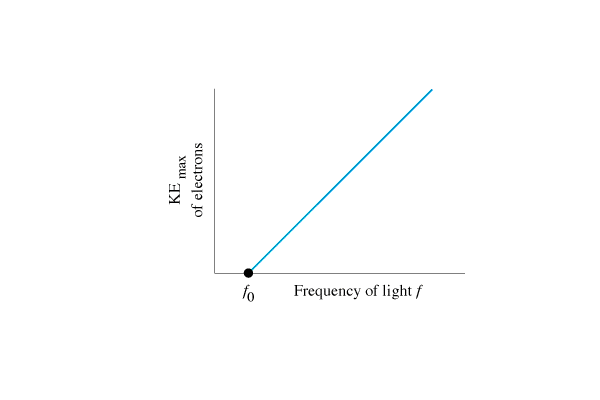 KE max
of electrons
f0
Frequency of light f